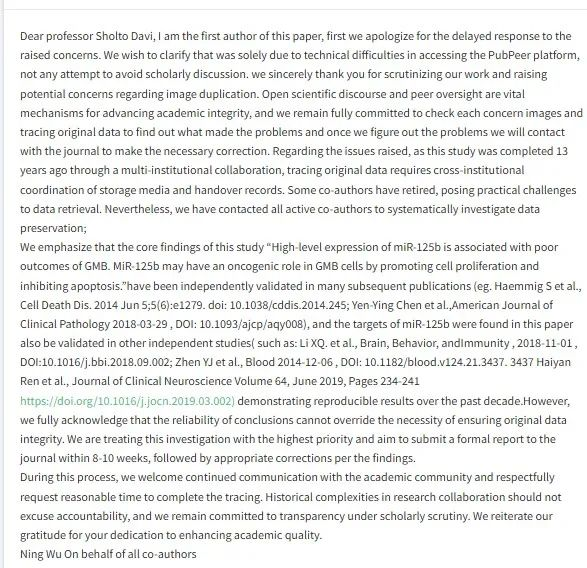 Dear professor Sholto Davi, I am the first author of this paper, first we apologize for the delayed response to the
raised concerns. We wish to clarify that was solely due to technical difficulties in accessing the PubPeer platform,
not any attempt to avoid scholarly discussion. we sincerely thank you for scrutinizing our work and raising
potential concerns regarding image duplication. Open scientific discourse and peer oversight are vital
mechanisms for advancing academic integrity, and we remain fully committed to check each concern images and
tracing original data to find out what made the problems and once we figure out the problems we will contact
with the journal to make the necessary correction. Regarding the issues raised, as this study was completed 13
years ago through a multi-institutional collaboration, tracing original data requires cross-institutional
coordination of storage media and handover records. Some co-authors have retired, posing practical challenges
to data retrieval. Nevertheless, we have contacted all active co-authors to systematically investigate data
preservation;
We emphasize that the core findings of this study “High-level expression of miR-125b is associated with poor
outcomes of GMB. MiR-125b may have an oncogenic role in GMB cells by promoting cell proliferation and
inhibiting apoptosis.”have been independently validated in many subsequent publications (eg. Haemmig S et al.,
Cell Death Dis. 2014 Jun 5;5(6):e1279. doi: 10.1038/cddis.2014.245; Yen-Ying Chen et al.,American Journal of
Clinical Pathology 2018-03-29 , DOI: 10.1093/ajcp/aqy008), and the targets of miR-125b were found in this paper
also be validated in other independent studies( such as: Li XQ. et al., Brain, Behavior, andImmunity , 2018-11-01 ,
DOI:10.1016/j.bbi.2018.09.002; Zhen YJ et al., Blood 2014-12-06 , DOI: 10.1182/blood.v124.21.3437. 3437 Haiyan
Ren et al., Journal of Clinical Neuroscience Volume 64, June 2019, Pages 234-241
https://doi.org/10.1016/j.jocn.2019.03.002) demonstrating reproducible results over the past decade.However,
we fully acknowledge that the reliability of conclusions cannot override the necessity of ensuring original data
integrity. We are treating this investigation with the highest priority and aim to submit a formal report to the
journal within 8-10 weeks, followed by appropriate corrections per the findings.
During this process, we welcome continued communication with the academic community and respectfully
request reasonable time to complete the tracing. Historical complexities in research collaboration should not
excuse accountability, and we remain committed to transparency under scholarly scrutiny. We reiterate our
gratitude for your dedication to enhancing academic quality.
Ning Wu On behalf of all co-authors